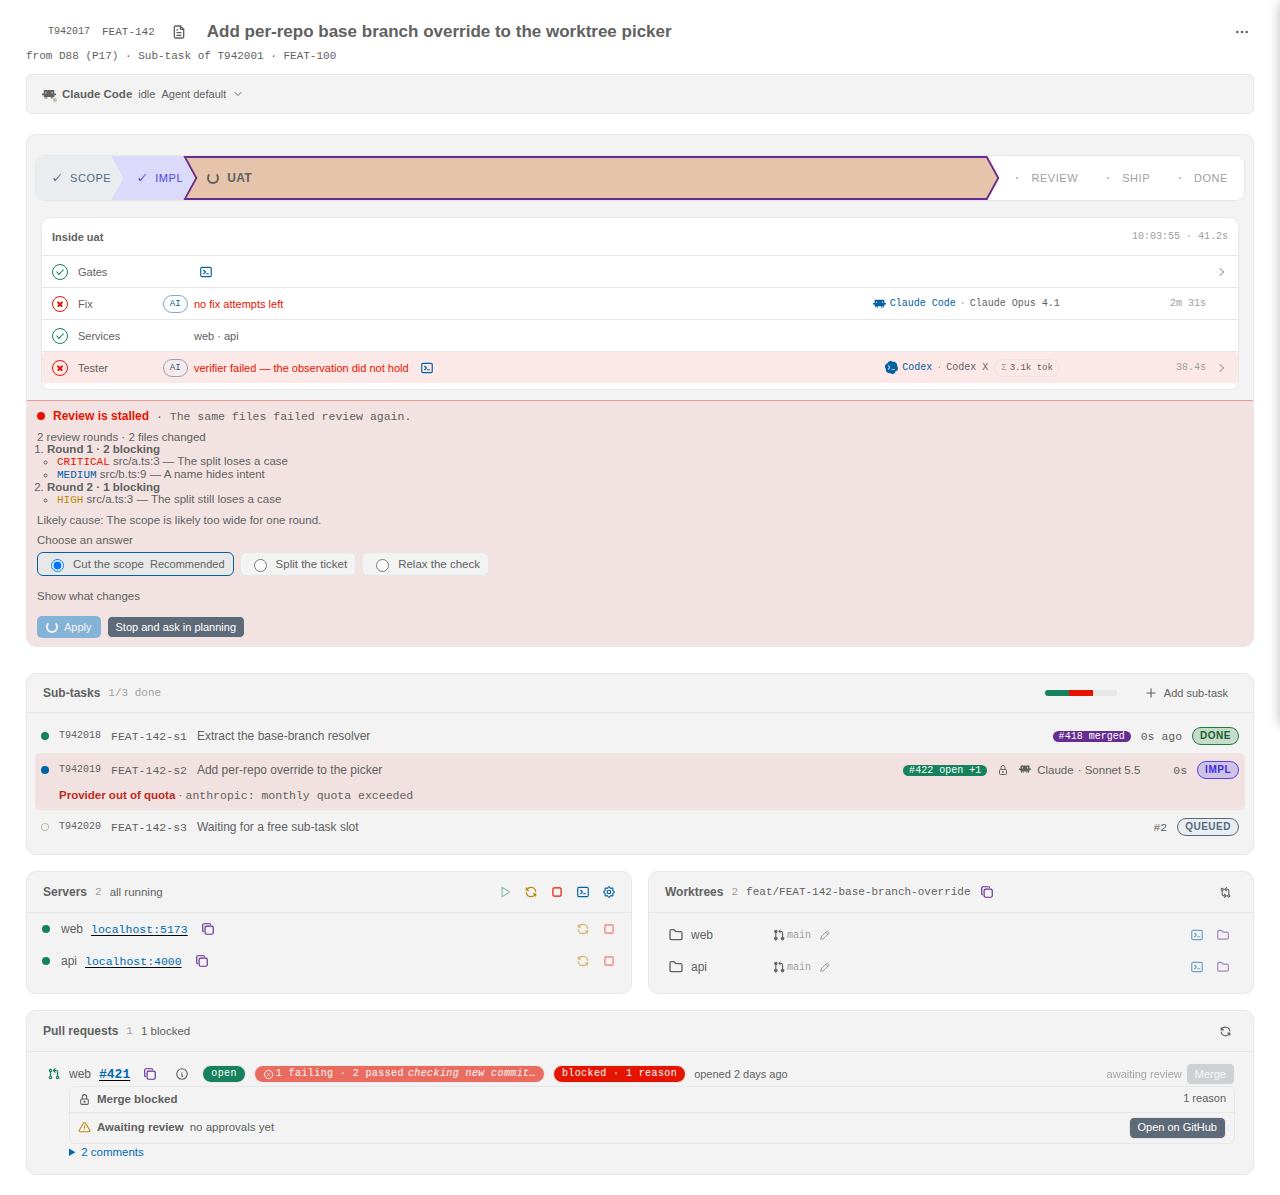 T942017 FEAT-142 Add per-repo base branch override to the worktree picker
from D88 (P17) · Sub-task of T942001 · FEAT-100
Claude Code idle Agent default
SCOPE IMPL UAT REVIEW SHIP DONE
Inside uat 10:03:55 · 41.2s
Gates
Fix AI no fix attempts left Claude Code · Claude Opus 4.1 2m 31s
Services web · api
Tester AI verifier failed — the observation did not hold Codex · Codex X Σ 3.1k tok 38.4s
Review is stalled · The same files failed review again.
2 review rounds · 2 files changed
1. Round 1 · 2 blocking
CRITICAL src/a.ts:3 — The split loses a case
MEDIUM src/b.ts:9 — A name hides intent
2. Round 2 · 1 blocking
HIGH src/a.ts:3 — The split still loses a case
Likely cause: The scope is likely too wide for one round.
Choose an answer
Cut the scope Recommended Split the ticket Relax the check
Show what changes
Apply Stop and ask in planning
Sub-tasks 1/3 done Add sub-task
T942018 FEAT-142-s1 Extract the base-branch resolver #418 merged 0s ago DONE
T942019 FEAT-142-s2 Add per-repo override to the picker #422 open +1 Claude · Sonnet 5.5 0s IMPL
Provider out of quota · anthropic: monthly quota exceeded
T942020 FEAT-142-s3 Waiting for a free sub-task slot #2 QUEUED
Servers 2 all running
web localhost:5173
api localhost:4000
Worktrees 2 feat/FEAT-142-base-branch-override
web main
api main
Pull requests 1 1 blocked
web #421 open 1 failing · 2 passed checking new commit… blocked · 1 reason opened 2 days ago awaiting review Merge
Merge blocked 1 reason
Awaiting review no approvals yet Open on GitHub
2 comments